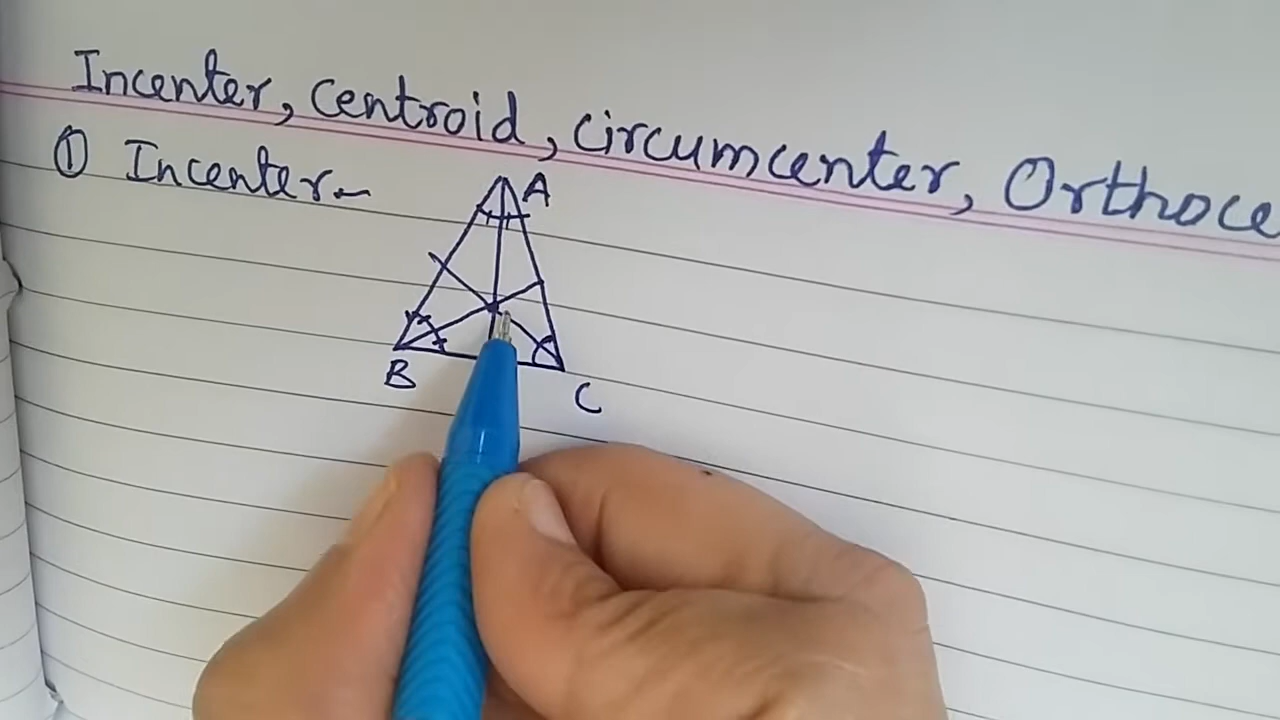 Incenter, Centroid, circumcenter, Orthoce
① Incenter-
A
B
C